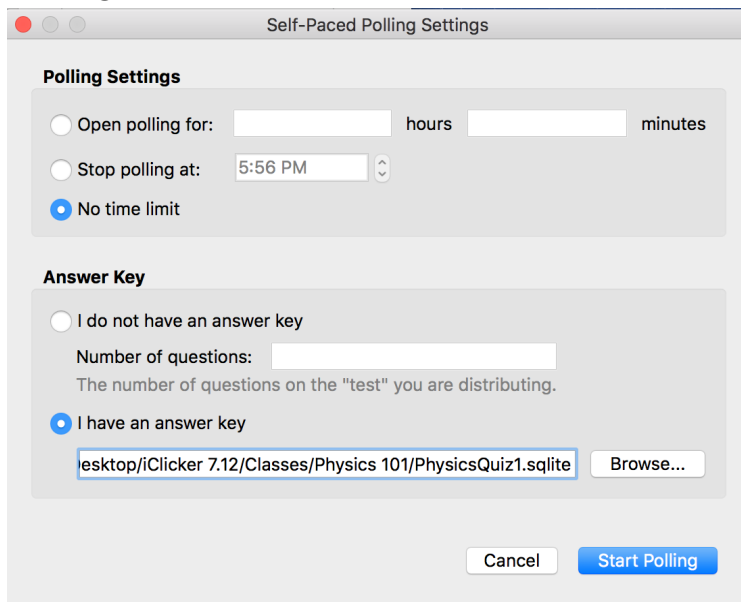 Self-Paced Polling Settings
Polling Settings
Open polling for: hours minutes
Stop polling at: 5:56 PM
No time limit
Answer Key
I do not have an answer key
Number of questions:
The number of questions on the "test" you are distributing.
I have an answer key
esktop/iClicker 7.12/Classes/Physics 101/PhysicsQuiz1.sqlite Browse...
Cancel Start Polling